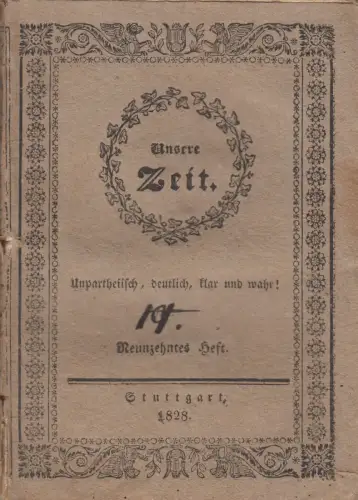 Unsere
Zeit.
Unpartheiisch, deutlich, klar und wahr!
19.
Neunzehntes Heft.
Stuttgart,
1828.